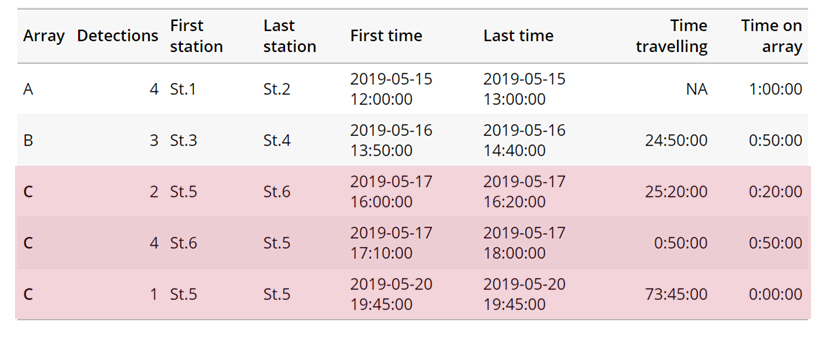 Array Detections First station Last station First time Last time Time travelling Time on array
A 4 St.1 St.2 2019-05-15 12:00:00 2019-05-15 13:00:00 NA 1:00:00
B 3 St.3 St.4 2019-05-16 13:50:00 2019-05-16 14:40:00 24:50:00 0:50:00
C 2 St.5 St.6 2019-05-17 16:00:00 2019-05-17 16:20:00 25:20:00 0:20:00
C 4 St.6 St.5 2019-05-17 17:10:00 2019-05-17 18:00:00 0:50:00 0:50:00
C 1 St.5 St.5 2019-05-20 19:45:00 2019-05-20 19:45:00 73:45:00 0:00:00